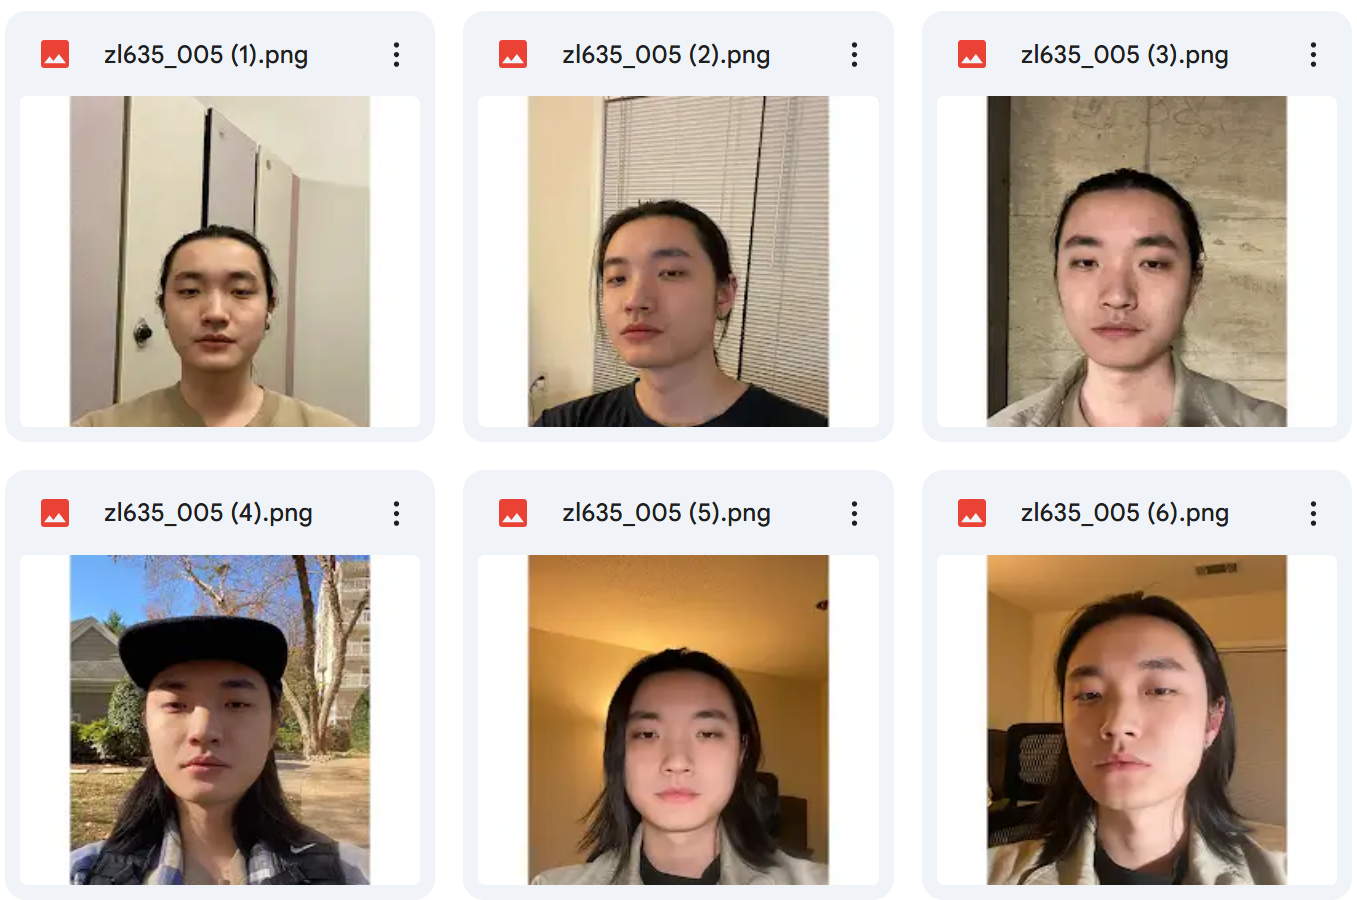 zl635_005 (1).png
zl635_005 (2).png
zl635_005 (3).png
zl635_005 (4).png
zl635_005 (5).png
zl635_005 (6).png